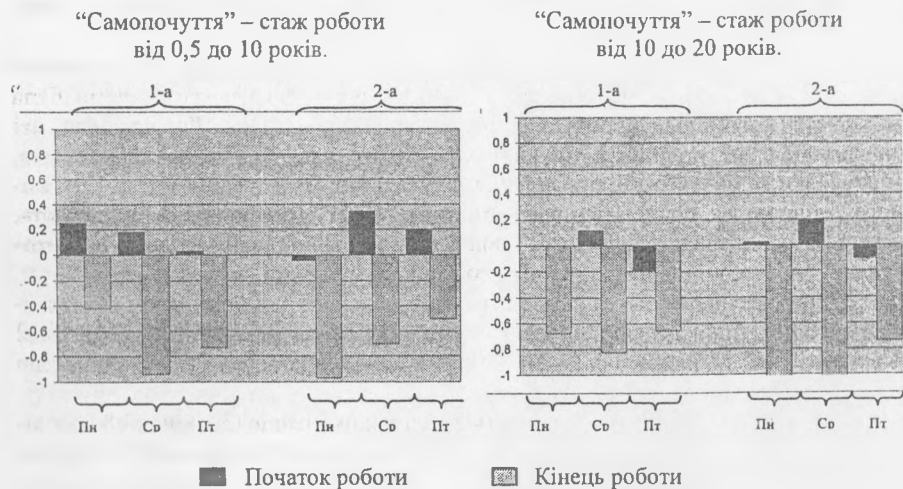 “Самопочуття” – стаж роботи
від 0,5 до 10 років.
1-а
2-а
1
0,8
0,6
0,4
0,2
0
-0,2
-0,4
-0,6
-0,8
-1
Пн
Ср
Пт
Пн
Ср
Пт
“Самопочуття” – стаж роботи
від 10 до 20 років.
1-а
2-а
1
0,8
0,6
0,4
0,2
0
-0,2
-0,4
-0,6
-0,8
-1
Пн
Ср
Пт
Пн
Ср
Пт
Початок роботи
Кінець роботи